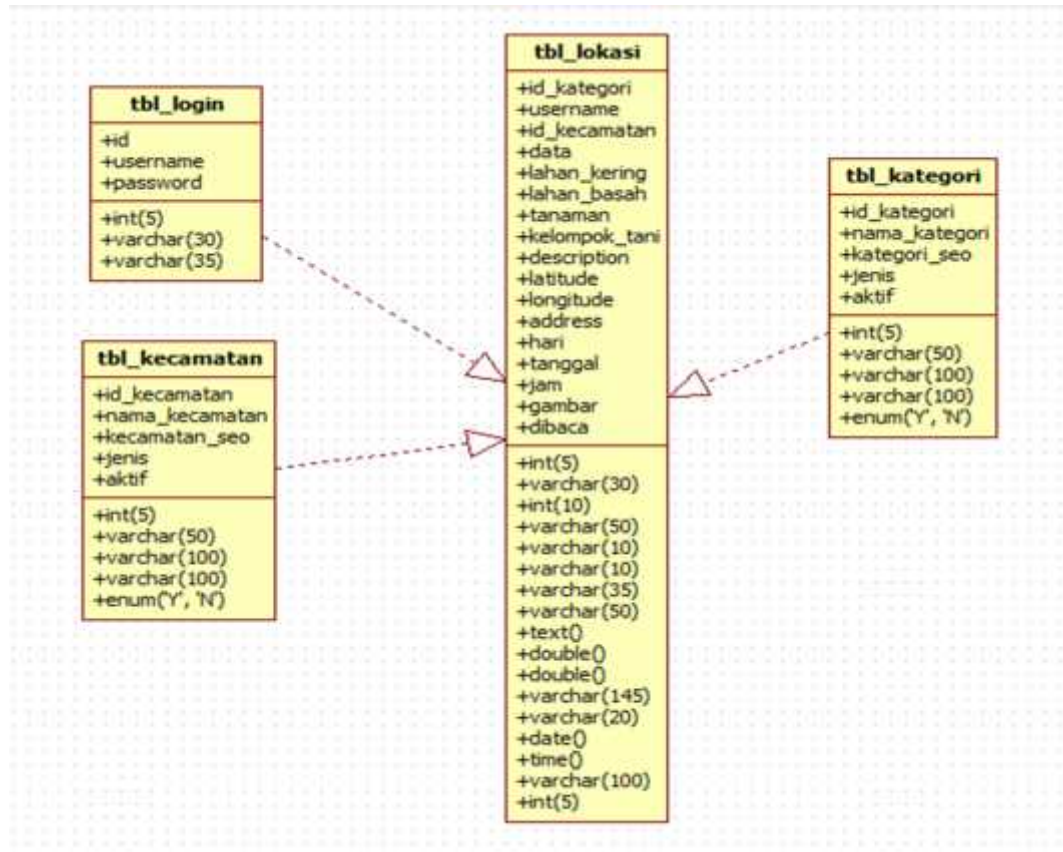 tbl_login
+id
+username
+password
+int(5)
+varchar(30)
+varchar(35)
tbl_kecamatan
+id_kecamatan
+nama_kecamatan
+kecamatan_seo
+jenis
+aktif
+int(5)
+varchar(50)
+varchar(100)
+varchar(100)
+enum('Y', 'N')
tbl_lokasi
+id_kategori
+username
+id_kecamatan
+data
+lahan_kering
+lahan_basah
+tanaman
+kelompok_tani
+description
+latitude
+longitude
+address
+hari
+tanggal
+jam
+gambar
+dibaca
+int(5)
+varchar(30)
+int(10)
+varchar(50)
+varchar(10)
+varchar(10)
+varchar(35)
+varchar(50)
+text()
+double()
+double()
+varchar(145)
+varchar(20)
+date()
+time()
+varchar(100)
+int(5)
tbl_kategori
+id_kategori
+nama_kategori
+kategori_seo
+jenis
+aktif
+int(5)
+varchar(50)
+varchar(100)
+varchar(100)
+enum('Y', 'N')